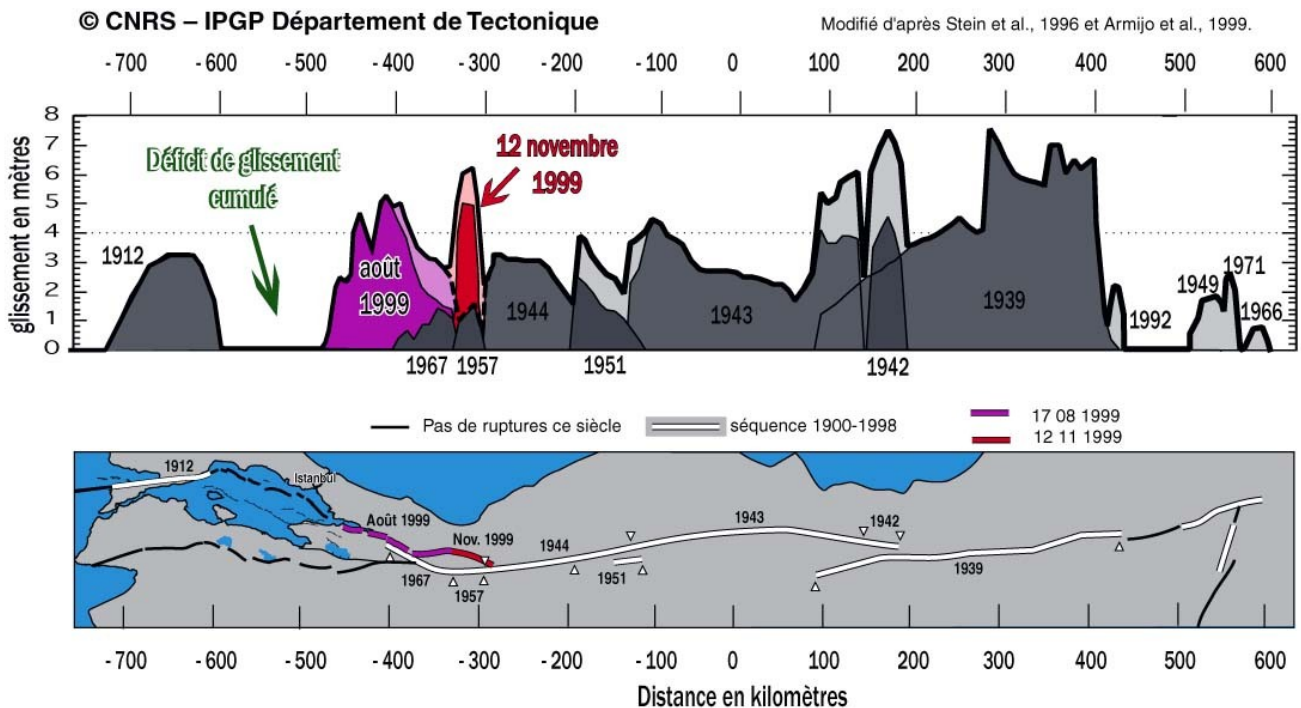 © CNRS – IPGP Département de Tectonique
Modifié d'après Stein et al., 1996 et Armijo et al., 1999.
-700 -600 -500 -400 -300 -200 -100 0 100 200 300 400 500 600
glissement en mètres
8
7
6
5
4
3
2
1
0
Déficit de glissement
cumulé
12 novembre
1999
1912
août
1999
1944
1943
1939
1992
1949
1971
1966
1967
1957
1951
1942
Pas de ruptures ce siècle
séquence 1900-1998
17 08 1999
12 11 1999
1912
Istanbul
Août 1999
Nov. 1999
1967
1957
1944
1951
1943
1942
1939
-700 -600 -500 -400 -300 -200 -100 0 100 200 300 400 500 600
Distance en kilomètres